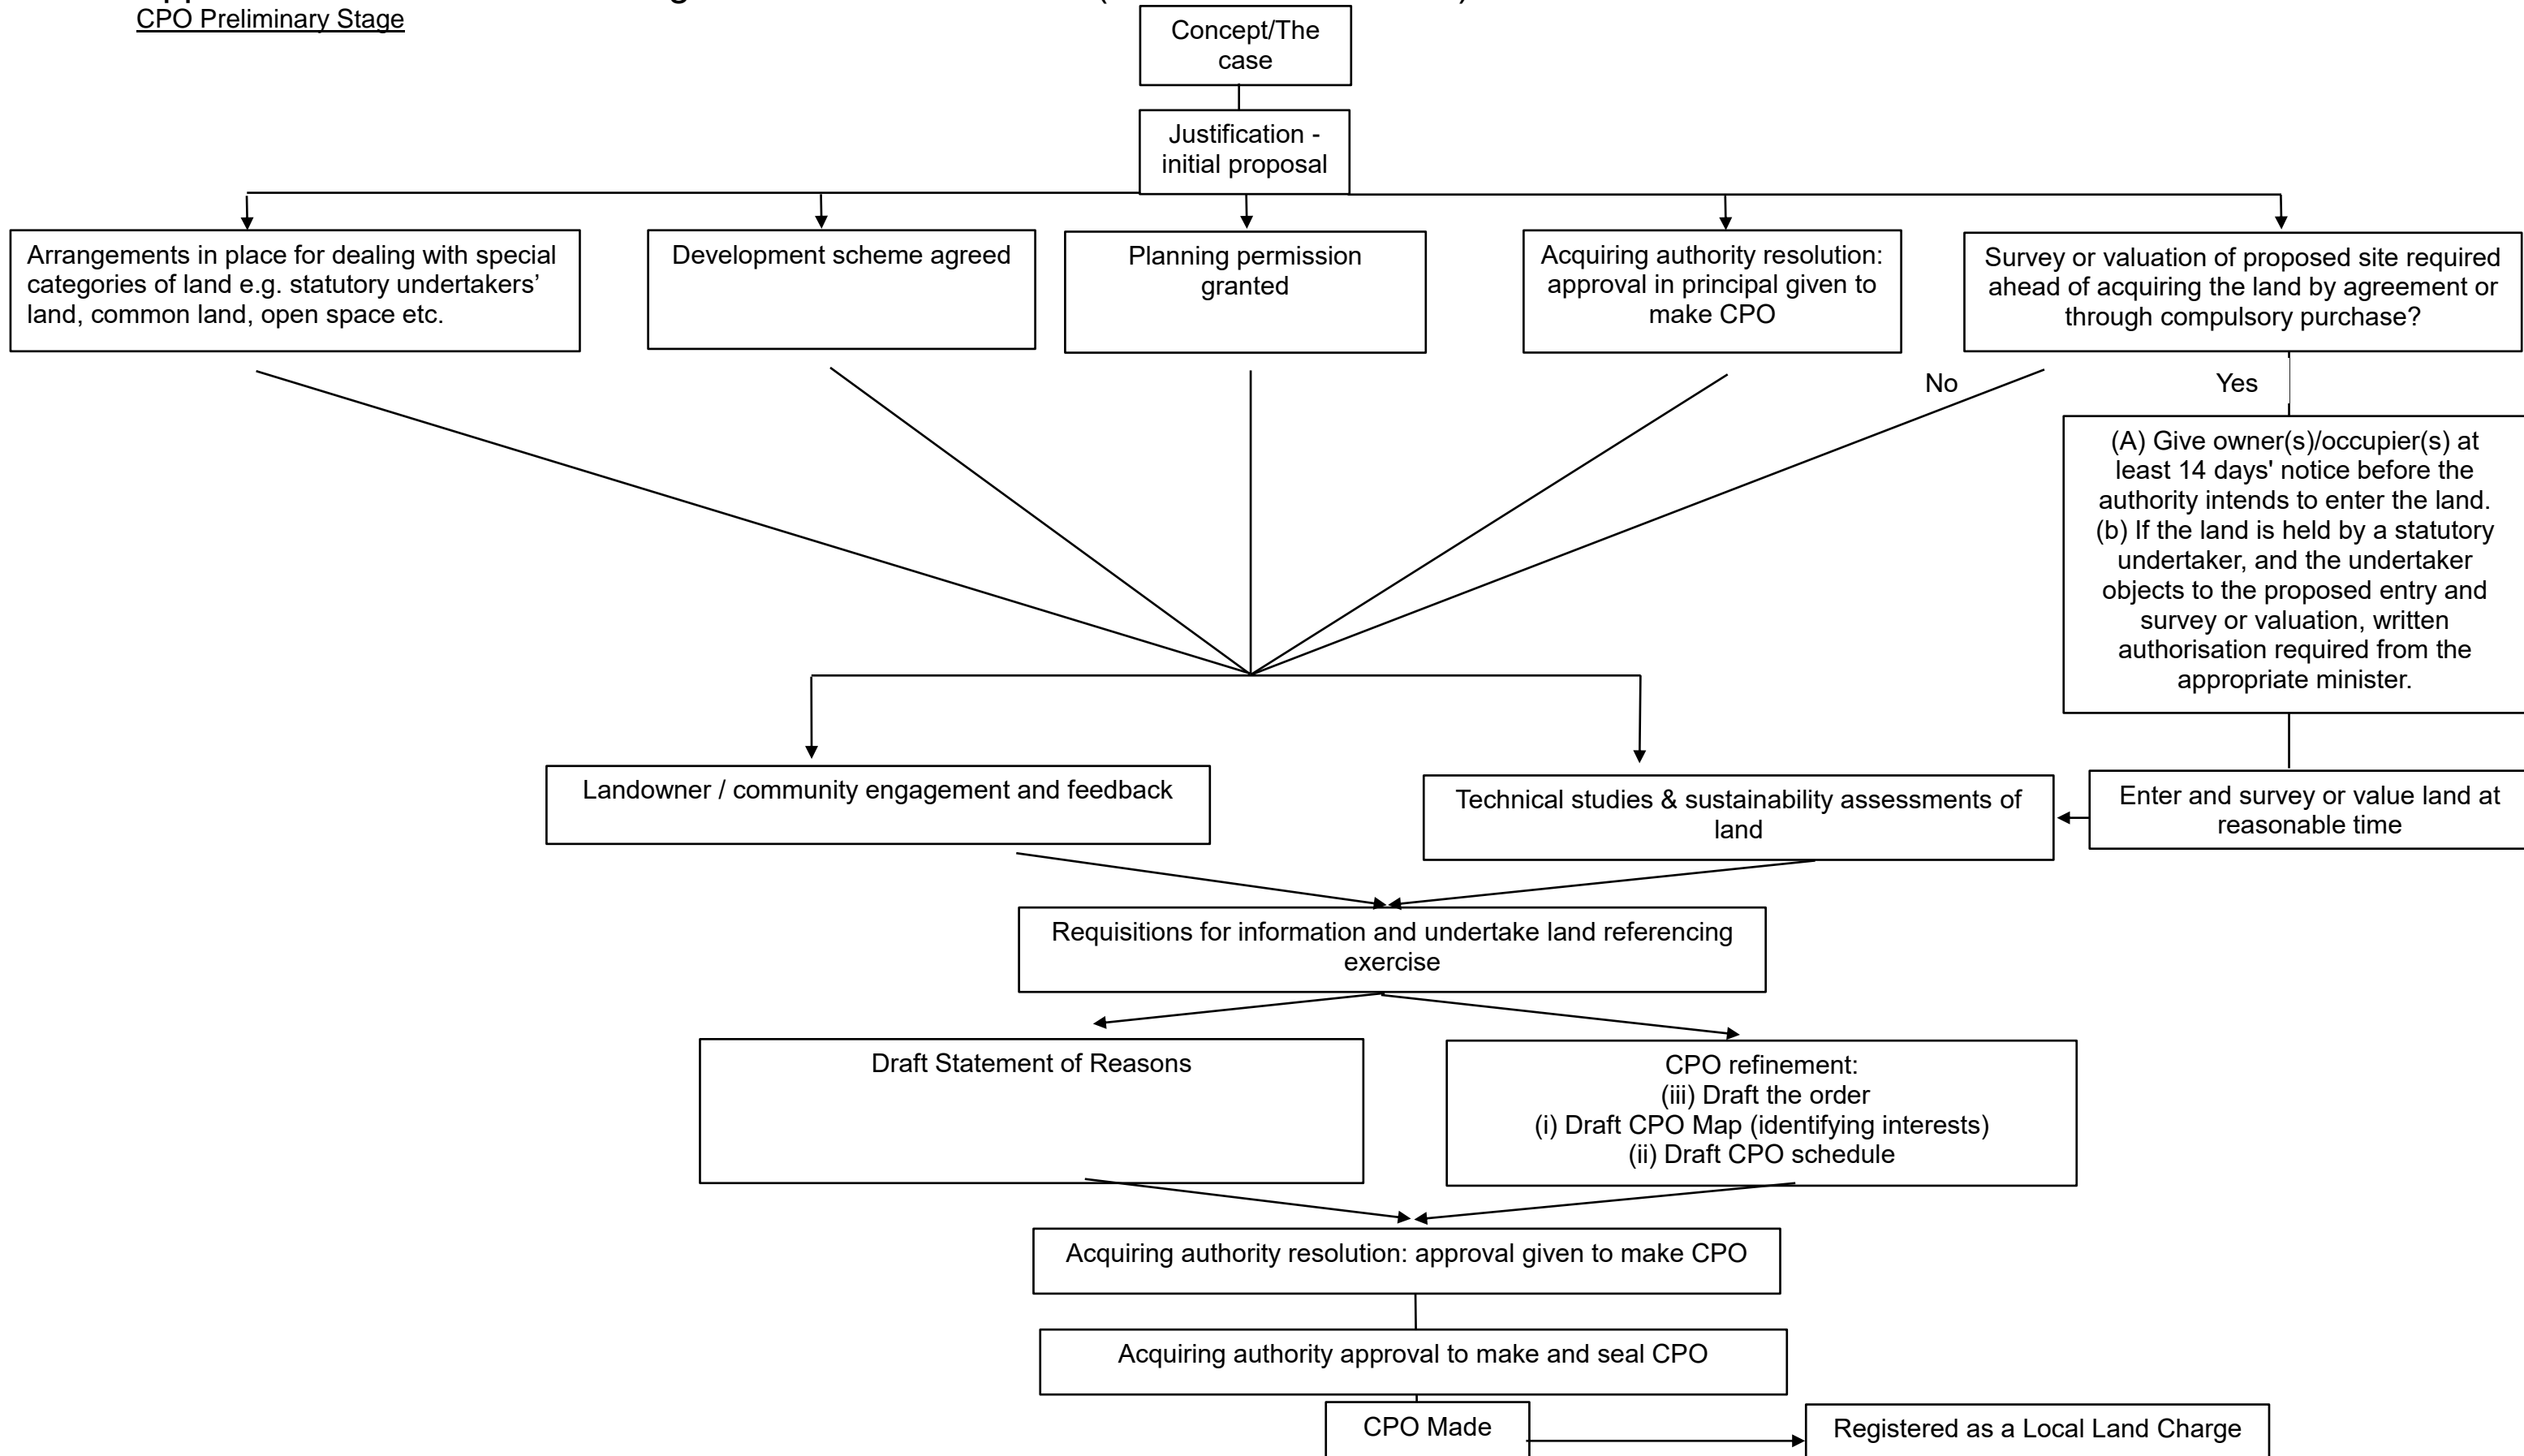 CPO Preliminary Stage
Concept/The
case
Justification -
initial proposal
Arrangements in place for dealing with special
categories of land e.g. statutory undertakers’
land, common land, open space etc.
Development scheme agreed
Planning permission
granted
Acquiring authority resolution:
approval in principal given to
make CPO
Survey or valuation of proposed site required
ahead of acquiring the land by agreement or
through compulsory purchase?
No
Yes
(A) Give owner(s)/occupier(s) at
least 14 days' notice before the
authority intends to enter the land.
(b) If the land is held by a statutory
undertaker, and the undertaker
objects to the proposed entry and
survey or valuation, written
authorisation required from the
appropriate minister.
Landowner / community engagement and feedback
Technical studies & sustainability assessments of
land
Enter and survey or value land at
reasonable time
Requisitions for information and undertake land referencing
exercise
Draft Statement of Reasons
CPO refinement:
(iii) Draft the order
(i) Draft CPO Map (identifying interests)
(ii) Draft CPO schedule
Acquiring authority resolution: approval given to make CPO
Acquiring authority approval to make and seal CPO
CPO Made
Registered as a Local Land Charge